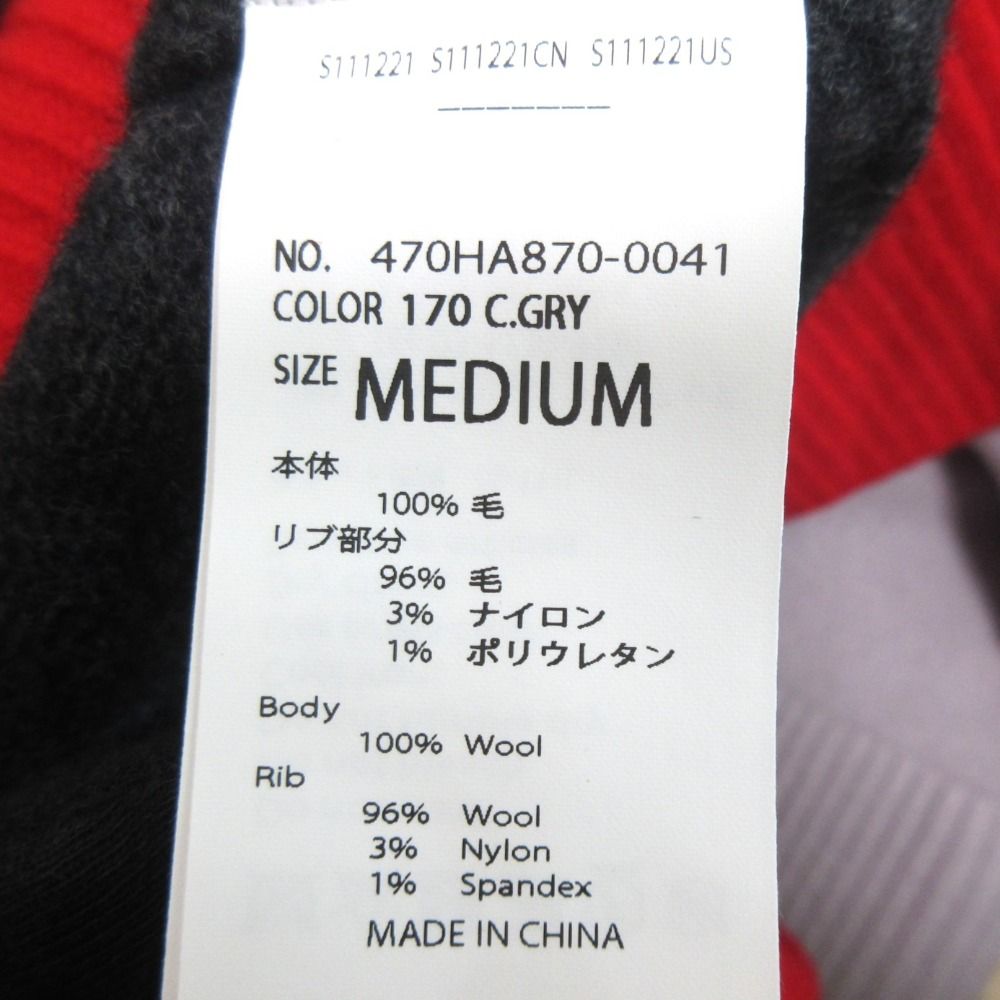 S111221 S111221CN S111221US
_______
NO. 470HA870-0041
COLOR 170 C.GRY
SIZE MEDIUM
本体
100% 毛
リブ部分
96% 毛
3% ナイロン
1% ポリウレタン
Body
100% Wool
Rib
96% Wool
3% Nylon
1% Spandex
MADE IN CHINA